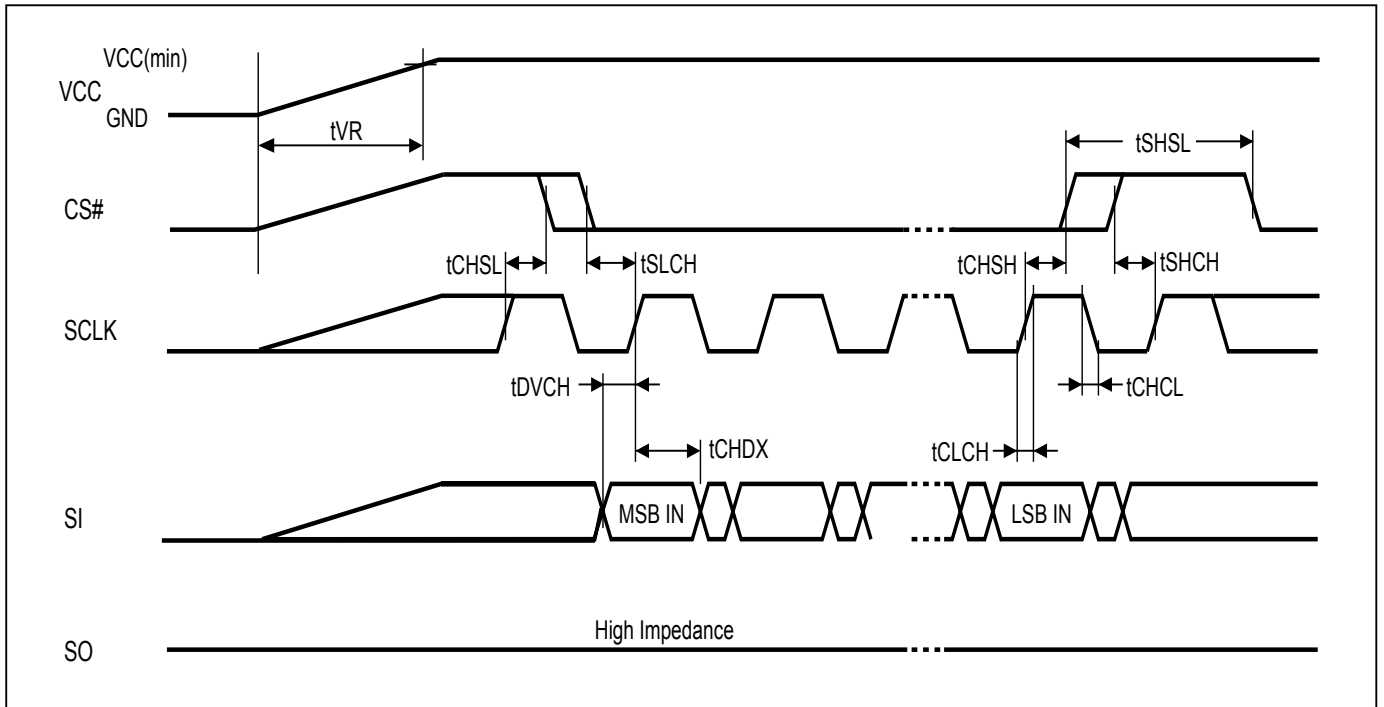 VCC(min)
VCC
GND
tVR
tSHSL
CS#
tCHSL
tSLCH
tCHSH
tSHCH
SCLK
tDVCH
tCHCL
tCHDX
tCLCH
SI
MSB IN
LSB IN
High Impedance
SO